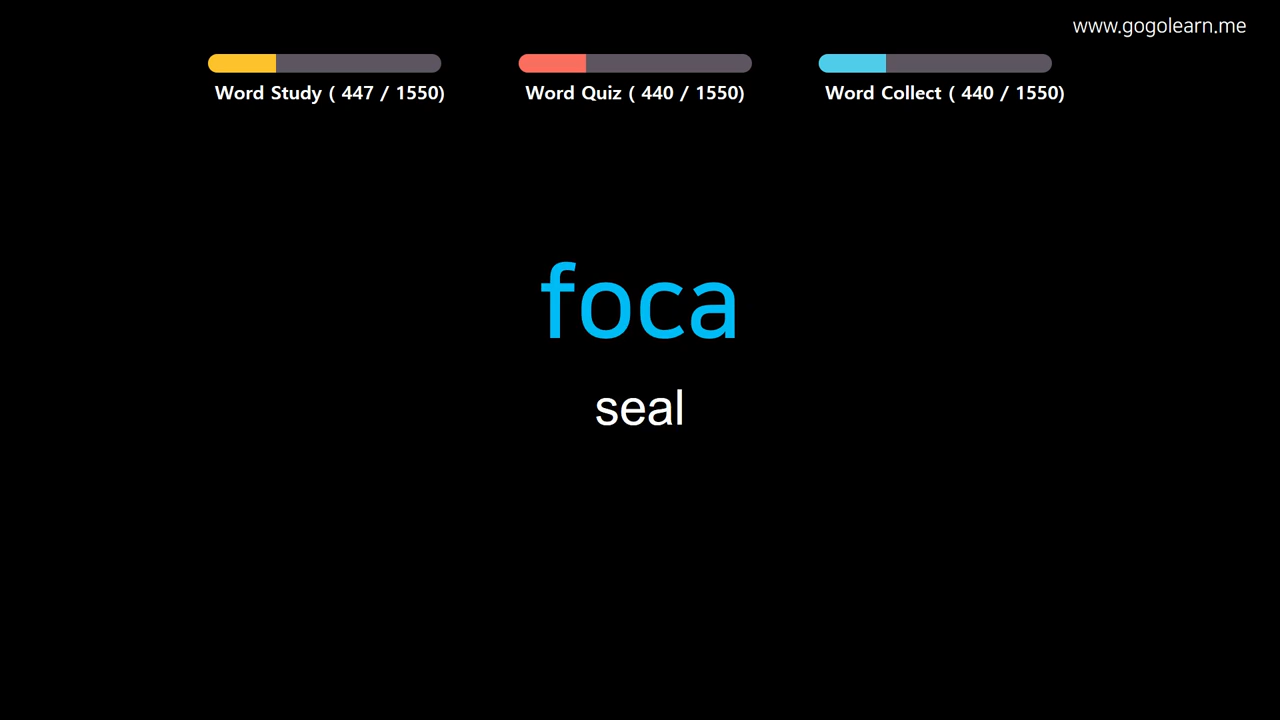 www.gogolearn.me
Word Study ( 447 / 1550)
Word Quiz ( 440 / 1550)
Word Collect ( 440 / 1550)
foca
seal